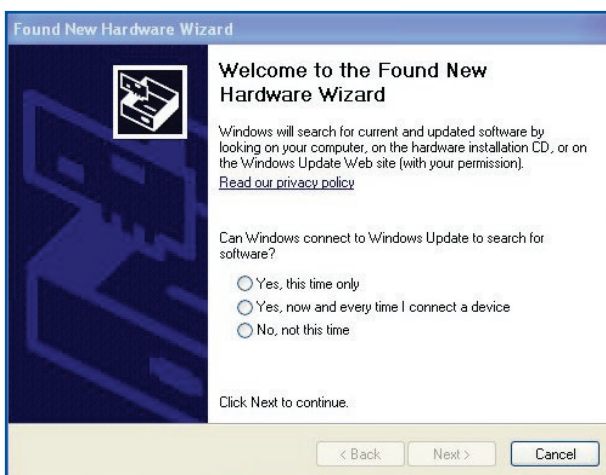 Found New Hardware Wizard
Welcome to the Found New
Hardware Wizard
Windows will search for current and updated software by
looking on your computer, on the hardware installation CD, or on
the Windows Update Web site (with your permission).
Read our privacy policy
Can Windows connect to Windows Update to search for
software?
Yes, this time only
Yes, now and every time I connect a device
No, not this time
Click Next to continue.
< Back Next > Cancel